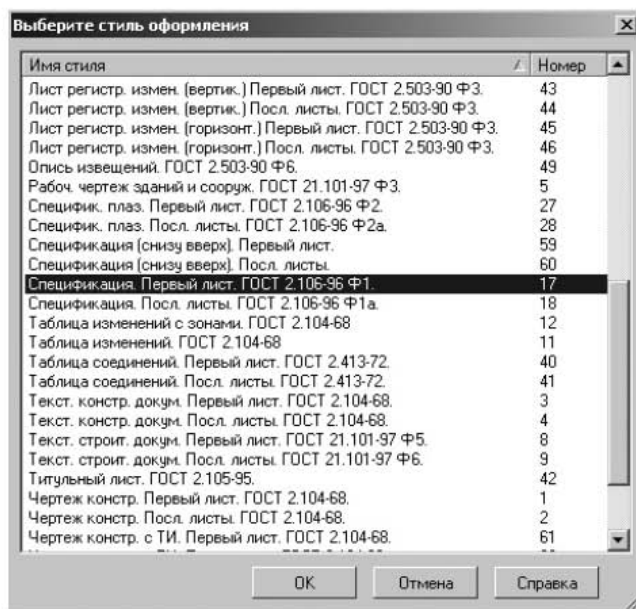 Выберите стиль оформления
Имя стиля Номер
Лист регистр. измен. (вертик.) Первый лист. ГОСТ 2.503-90 Ф3. 43
Лист регистр. измен. (вертик.) Посл. листы. ГОСТ 2.503-90 Ф3. 44
Лист регистр. измен. (горизонт.) Первый лист. ГОСТ 2.503-90 Ф3. 45
Лист регистр. измен. (горизонт.) Посл. листы. ГОСТ 2.503-90 Ф3. 46
Опись извещений. ГОСТ 2.503-90 Ф6. 49
Рабоч. чертеж зданий и сооруж. ГОСТ 21.101-97 Ф3. 5
Специфик. плаз. Первый лист. ГОСТ 2.106-96 Ф2. 27
Специфик. плаз. Посл. листы. ГОСТ 2.106-96 Ф2а. 28
Спецификация (снизу вверх). Первый лист. 59
Спецификация (снизу вверх). Посл. листы. 60
Спецификация. Первый лист. ГОСТ 2.106-96 Ф1. 17
Спецификация. Посл. листы. ГОСТ 2.106-96 Ф1а. 18
Таблица изменений с зонами. ГОСТ 2.104-68 12
Таблица изменений. ГОСТ 2.104-68 11
Таблица соединений. Первый лист. ГОСТ 2.413-72. 40
Таблица соединений. Посл. листы. ГОСТ 2.413-72. 41
Текст. констр. докум. Первый лист. ГОСТ 2.104-68. 3
Текст. констр. докум. Посл. листы. ГОСТ 2.104-68. 4
Текст. строит. докум. Первый лист. ГОСТ 21.101-97 Ф5. 8
Текст. строит. докум. Посл. листы. ГОСТ 21.101-97 Ф6. 9
Титульный лист. ГОСТ 2.105-95. 42
Чертеж констр. Первый лист. ГОСТ 2.104-68. 1
Чертеж констр. Посл. листы. ГОСТ 2.104-68. 2
Чертеж констр. с ТИ. Первый лист. ГОСТ 2.104-68. 61
OK Отмена Справка